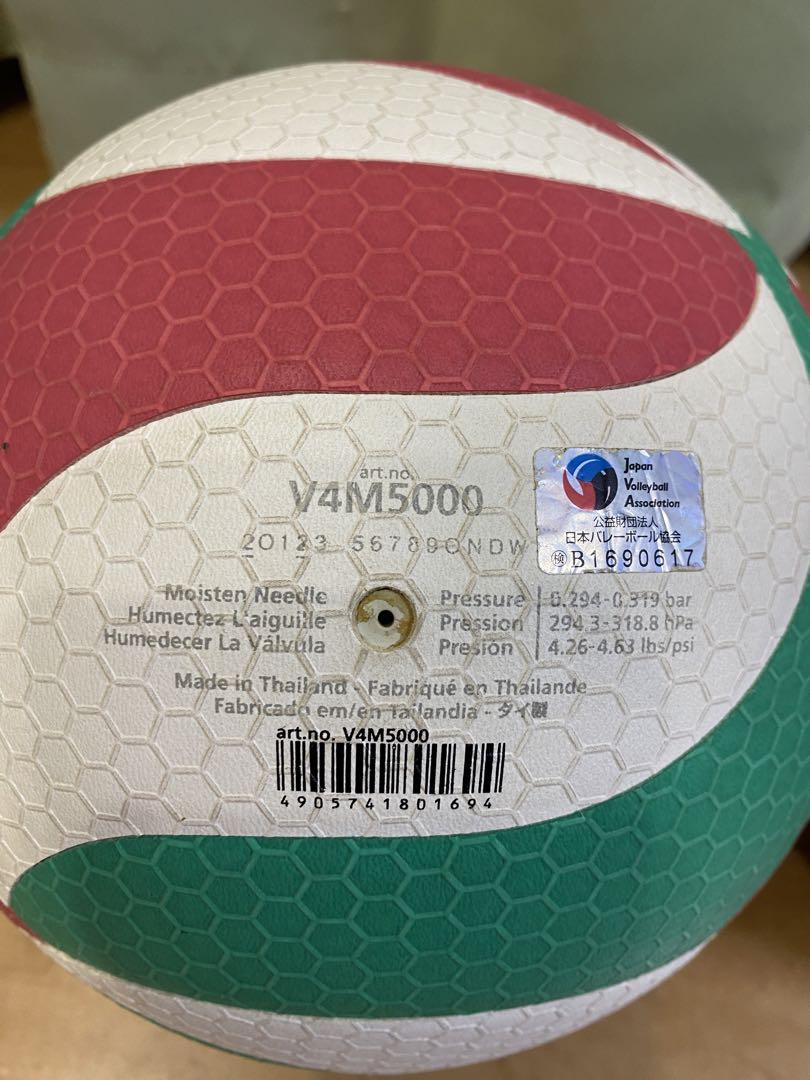 art.no.
V4M5000
20123 567890NDW
Japan
Volleyball
Association
公益財団法人
日本バレーボール協会
検 B1690617
Moisten Needle
Humectez L'aiguille
Humedecer La Válvula
Pressure 0.294-0.319 bar
Pression 294.3-318.8 hPa
Presión 4.26-4.63 lbs/psi
Made in Thailand - Fabriqué en Thaïlande
Fabricado em/en Tailandia - タイ製
art.no. V4M5000
4905741801694